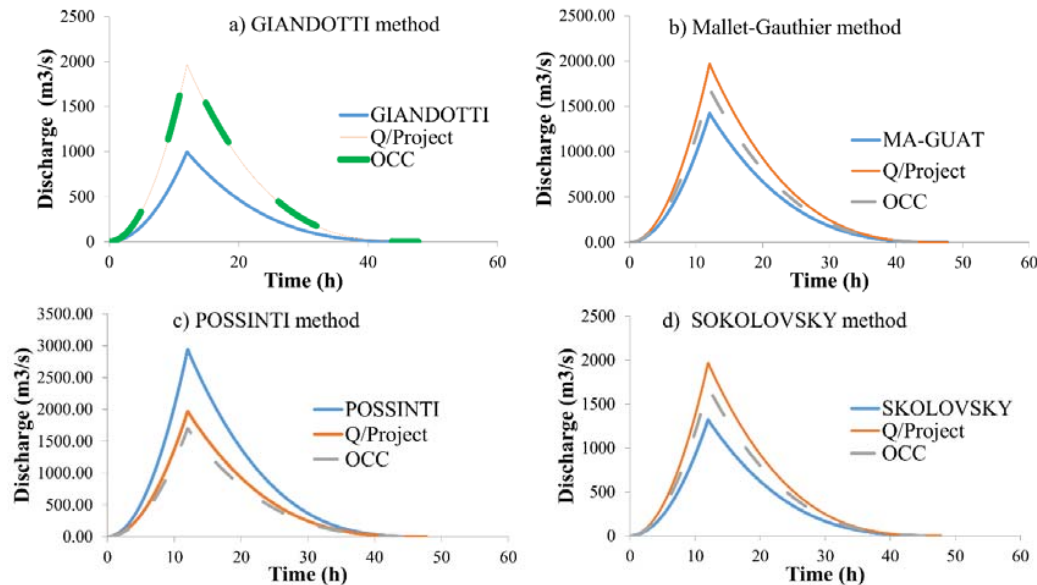 a) GIANDOTTI method
Discharge (m3/s)
2500
2000
1500
1000
500
0
0
20
40
60
Time (h)
GIANDOTTI
Q/Project
OCC
b) Mallet-Gauthier method
Discharge (m3/s)
2500.00
2000.00
1500.00
1000.00
500.00
0.00
0
10
20
30
40
50
60
Time (h)
MA-GUAT
Q/Project
OCC
c) POSSINTI method
Discharge (m3/s)
3500.00
3000.00
2500.00
2000.00
1500.00
1000.00
500.00
0.00
0
10
20
30
40
50
60
Time (h)
POSSINTI
Q/Project
OCC
d) SOKOLOVSKY method
Discharge (m3/s)
2500
2000
1500
1000
500
0
0
10
20
30
40
50
60
Time (h)
SKOLOVSKY
Q/Project
OCC